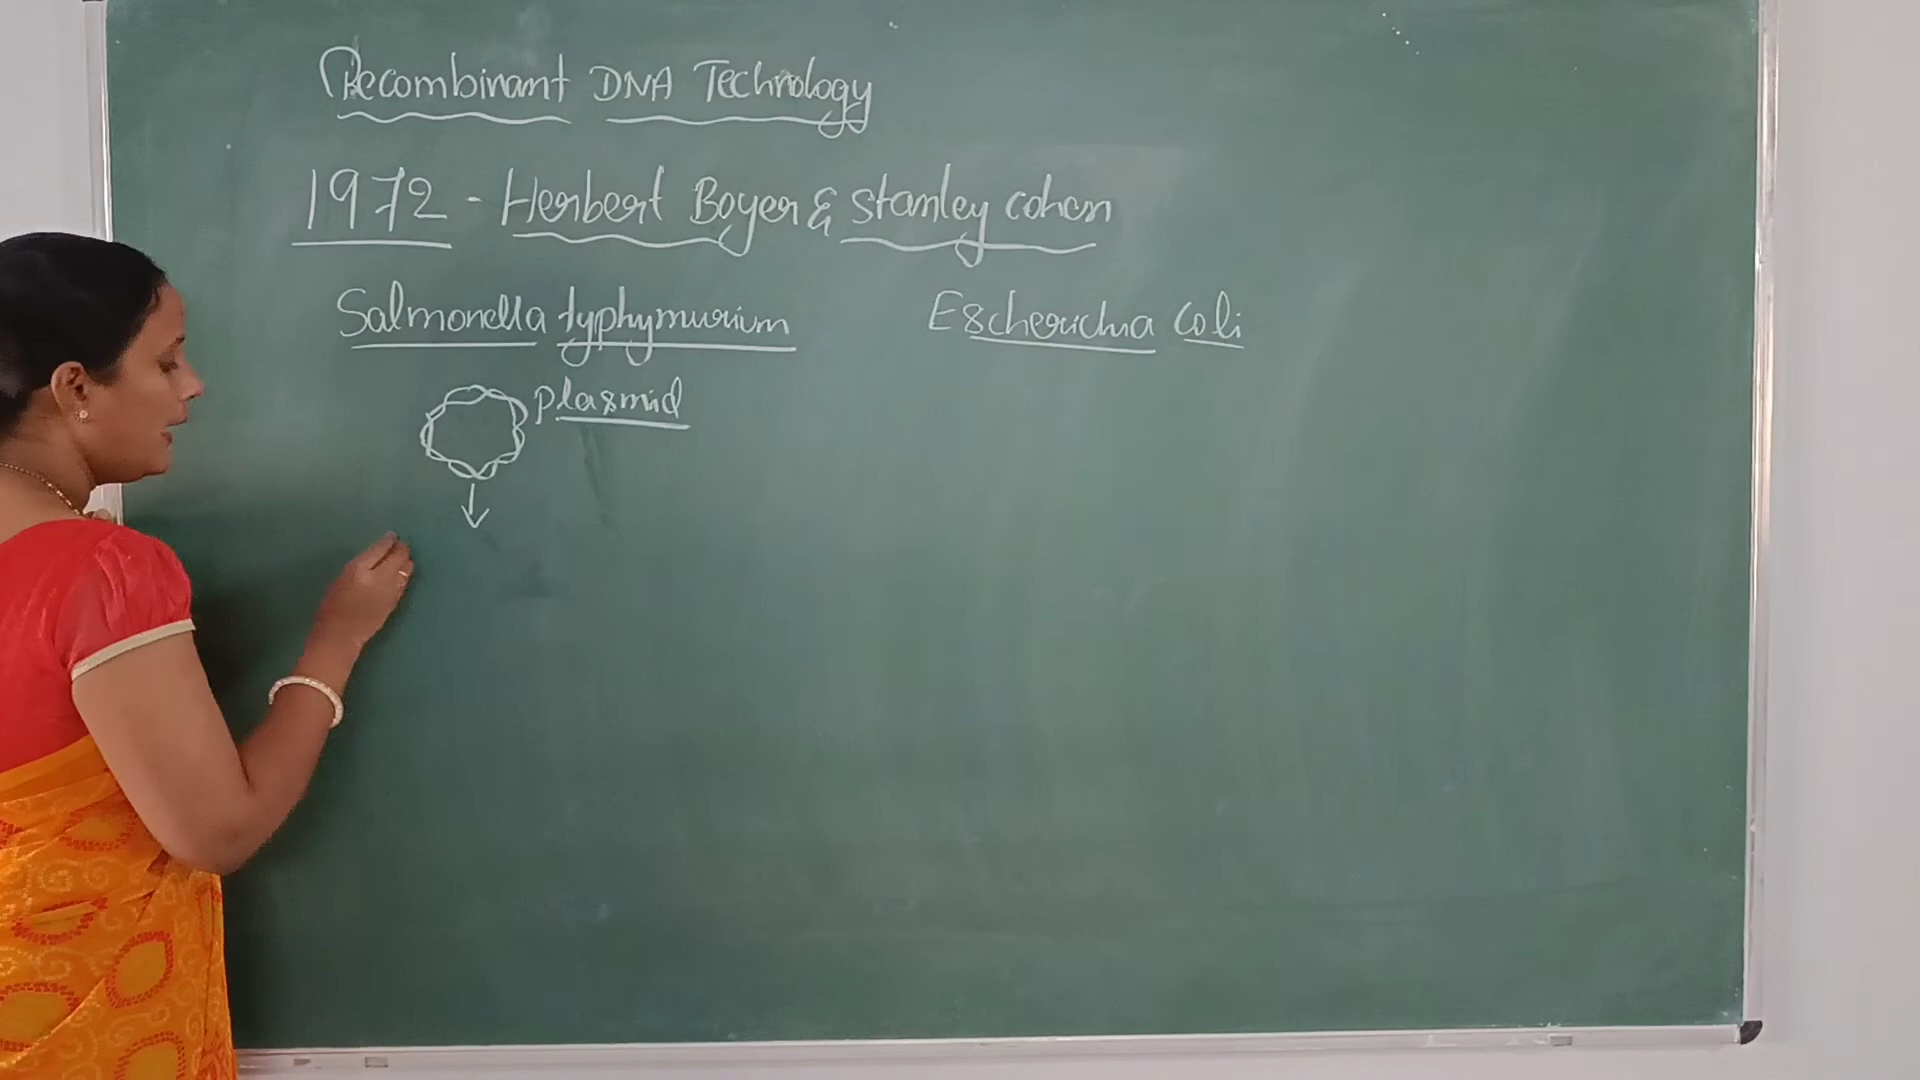 Recombinant DNA Technology
1972 - Herbert Boyer & Stanley cohen
Salmonella typhymurium Escherichia coli
plasmid